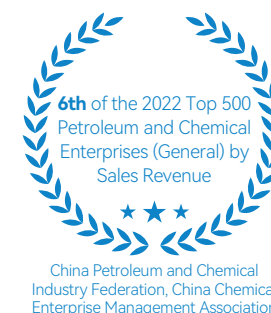 6th of the 2022 Top 500
Petroleum and Chemical
Enterprises (General) by
Sales Revenue
China Petroleum and Chemical
Industry Federation, China Chemical
Enterprise Management Association